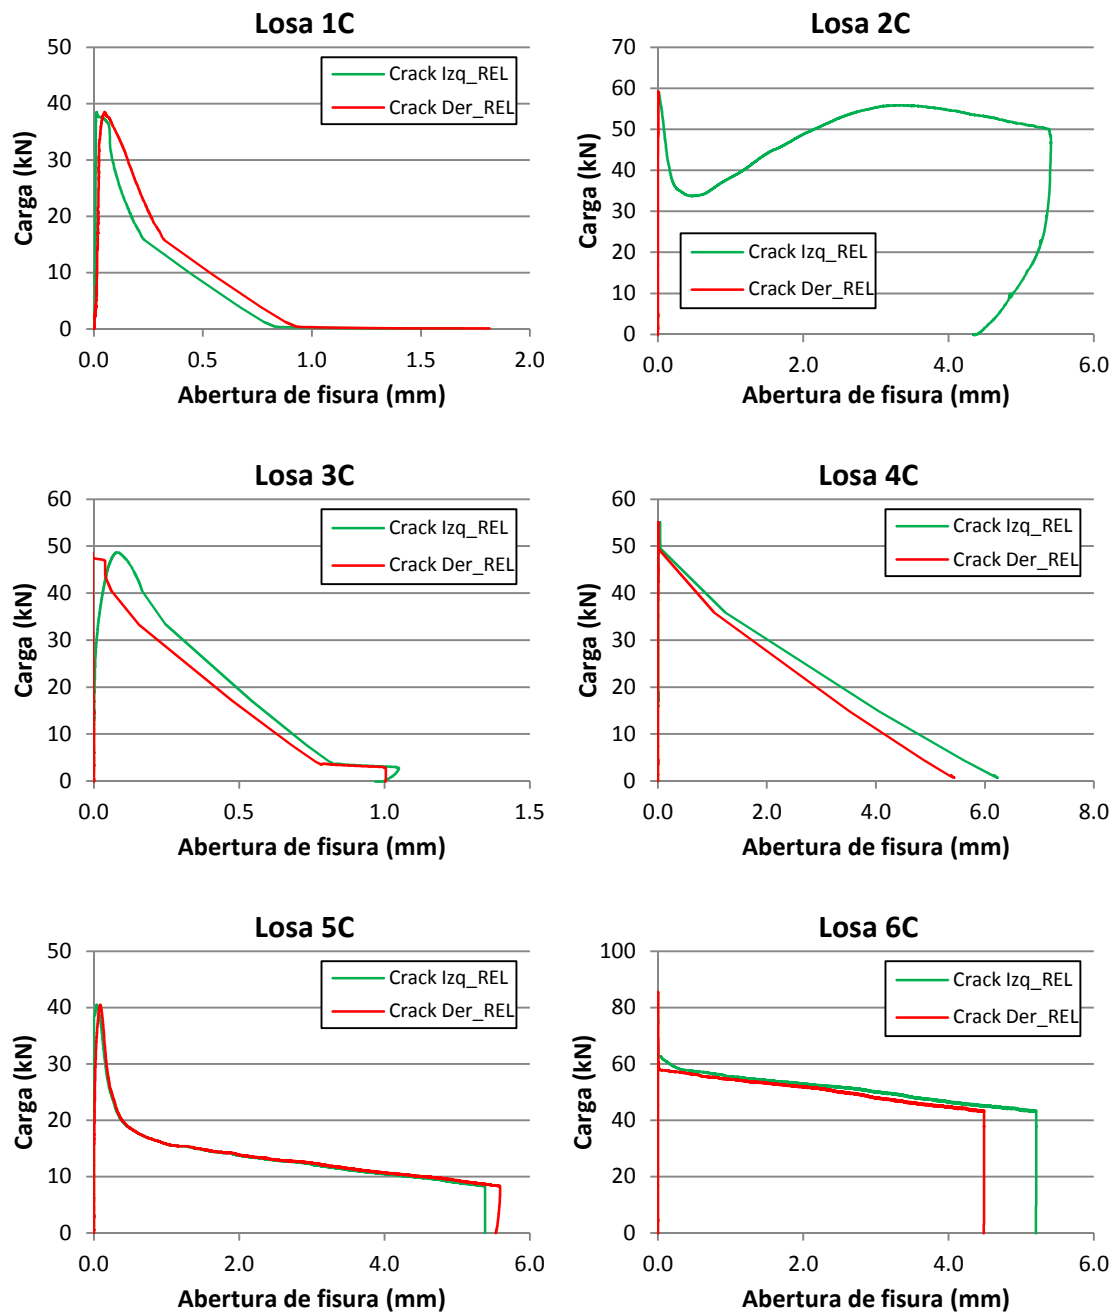 Losa 1C
50
40
30
20
10
0
Carga (kN)
Crack Izq_REL
Crack Der_REL
0.0 0.5 1.0 1.5 2.0
Abertura de fisura (mm)
Losa 2C
70
60
50
40
30
20
10
0
Carga (kN)
Crack Izq_REL
Crack Der_REL
0.0 2.0 4.0 6.0
Abertura de fisura (mm)
Losa 3C
60
50
40
30
20
10
0
Carga (kN)
Crack Izq_REL
Crack Der_REL
0.0 0.5 1.0 1.5
Abertura de fisura (mm)
Losa 4C
60
50
40
30
20
10
0
Carga (kN)
Crack Izq_REL
Crack Der_REL
0.0 2.0 4.0 6.0 8.0
Abertura de fisura (mm)
Losa 5C
50
40
30
20
10
0
Carga (kN)
Crack Izq_REL
Crack Der_REL
0.0 2.0 4.0 6.0
Abertura de fisura (mm)
Losa 6C
100
80
60
40
20
0
Carga (kN)
Crack Izq_REL
Crack Der_REL
0.0 2.0 4.0 6.0
Abertura de fisura (mm)